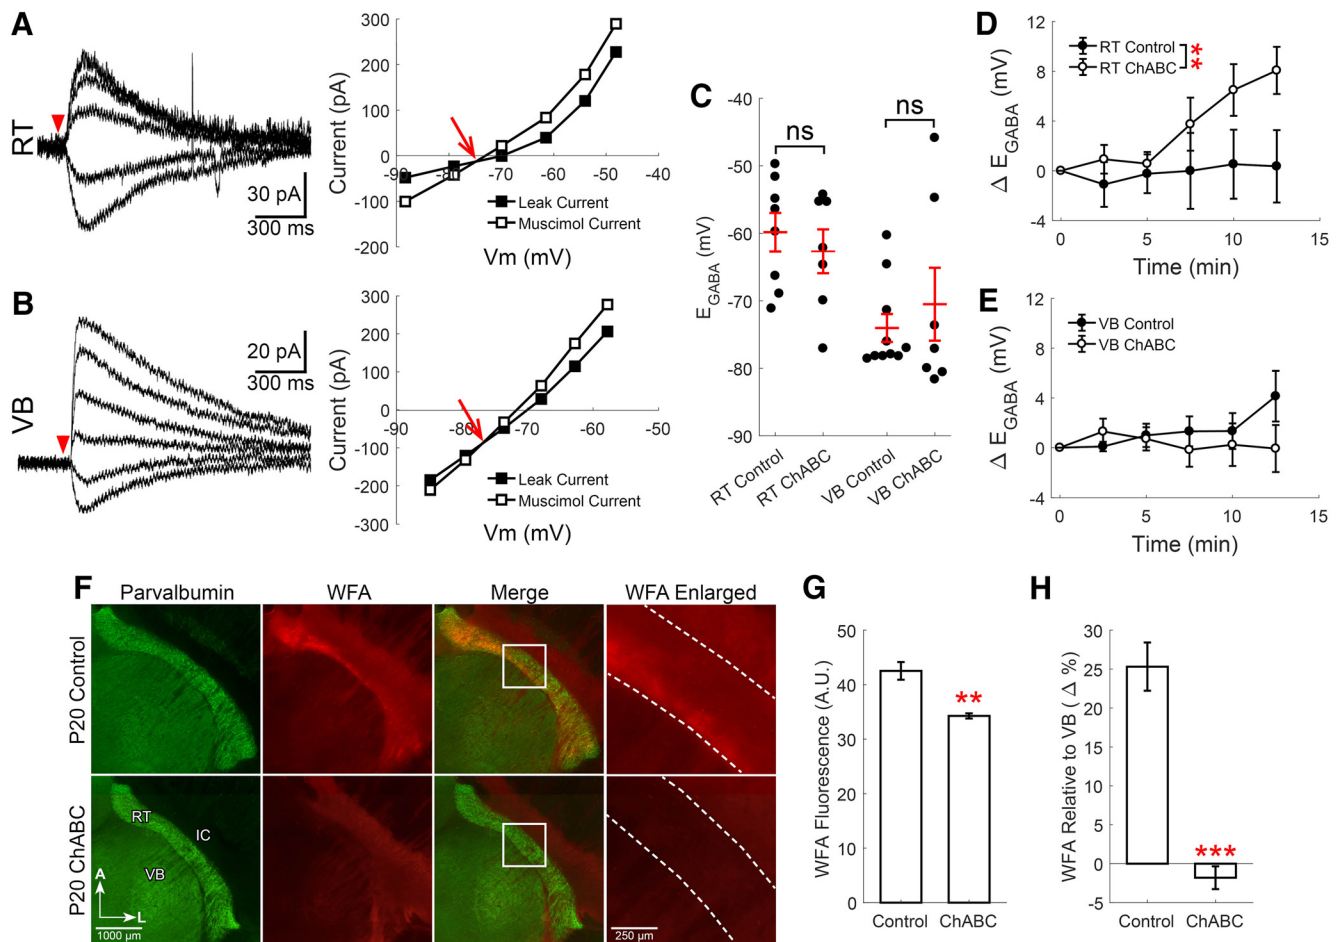 A
RT
30 pA
300 ms
Current (pA)
300
200
100
0
-100
-200
-90 -80 -70 -60 -50 -40
Leak Current
Muscimol Current
Vm (mV)
B
VB
20 pA
300 ms
Current (pA)
300
200
100
0
-100
-200
-300
-90 -80 -70 -60 -50
Leak Current
Muscimol Current
Vm (mV)
C
E GABA (mV)
-40
-50
-60
-70
-80
-90
ns
ns
RT Control
RT ChABC
VB Control
VB ChABC
D
Δ E GABA (mV)
12
8
4
0
-4
RT Control
RT ChABC
**
0 5 10 15
Time (min)
E
Δ E GABA (mV)
12
8
4
0
-4
VB Control
VB ChABC
0 5 10 15
Time (min)
F
Parvalbumin WFA Merge WFA Enlarged
P20 Control
P20 ChABC
RT
IC
VB
A
L
1000 µm
250 µm
G
WFA Fluorescence (A.U.)
50
40
30
20
10
0
**
Control ChABC
H
WFA Relative to VB ( Δ %)
30
25
20
15
10
5
0
-5
***
Control ChABC